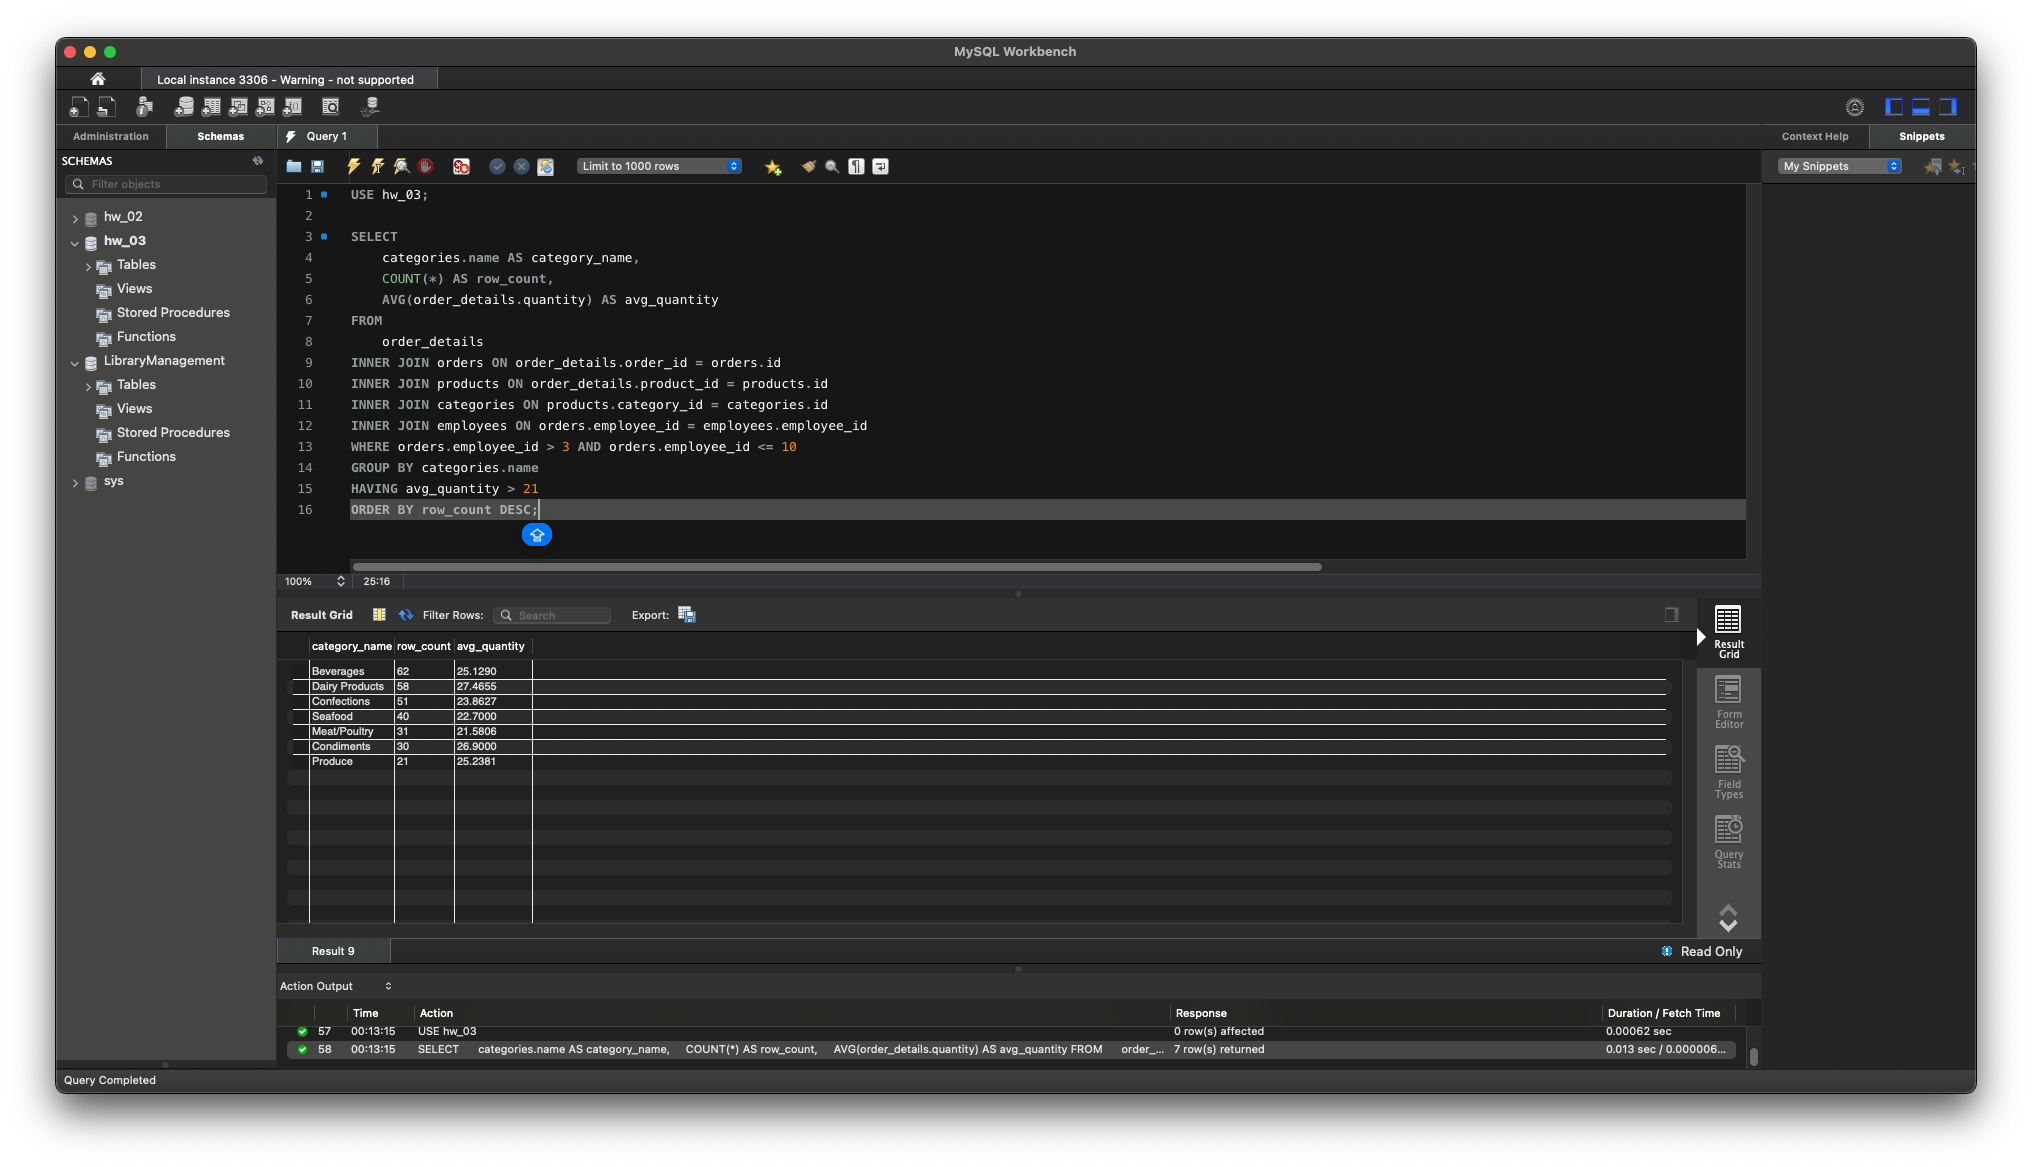 MySQL Workbench
Local instance 3306 - Warning - not supported
Administration Schemas Query 1 Context Help Snippets
SCHEMAS
Limit to 1000 rows
My Snippets
Filter objects
hw_02
hw_03
Tables
Views
Stored Procedures
Functions
LibraryManagement
Tables
Views
Stored Procedures
Functions
sys
1 USE hw_03;
2
3 SELECT
4 categories.name AS category_name,
5 COUNT(*) AS row_count,
6 AVG(order_details.quantity) AS avg_quantity
7 FROM
8 order_details
9 INNER JOIN orders ON order_details.order_id = orders.id
10 INNER JOIN products ON order_details.product_id = products.id
11 INNER JOIN categories ON products.category_id = categories.id
12 INNER JOIN employees ON orders.employee_id = employees.employee_id
13 WHERE orders.employee_id > 3 AND orders.employee_id <= 10
14 GROUP BY categories.name
15 HAVING avg_quantity > 21
16 ORDER BY row_count DESC;
100% 25:16
Result Grid Filter Rows: Search Export:
category_name row_count avg_quantity
Beverages 62 25.1290
Dairy Products 58 27.4655
Confections 51 23.8627
Seafood 40 22.7000
Meat/Poultry 31 21.5806
Condiments 30 26.9000
Produce 21 25.2381
Result
Grid
Form
Editor
Field
Types
Query
Stats
Result 9 Read Only
Action Output
Time Action Response Duration / Fetch Time
57 00:13:15 USE hw_03 0 row(s) affected 0.00062 sec
58 00:13:15 SELECT categories.name AS category_name, COUNT(*) AS row_count, AVG(order_details.quantity) AS avg_quantity FROM order_... 7 row(s) returned 0.013 sec / 0.000006...
Query Completed